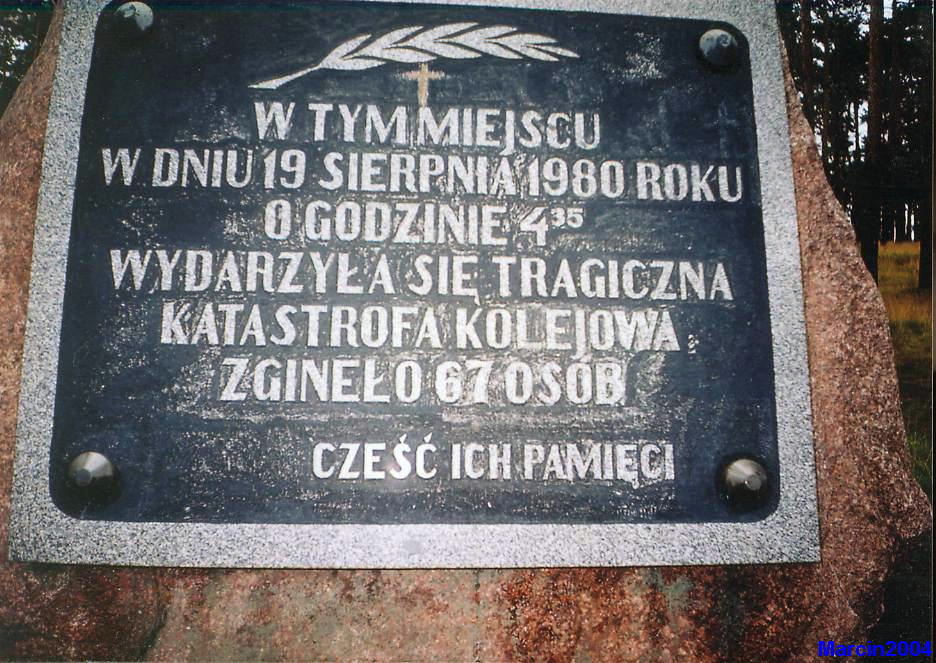 W TYM MIEJSCU
W DNIU 19 SIERPNIA 1980 ROKU
O GODZINIE 4³⁵
WYDARZYŁA SIĘ TRAGICZNA
KATASTROFA KOLEJOWA
ZGINEŁO 67 OSÓB
CZEŚĆ ICH PAMIĘCI
Marcin2004